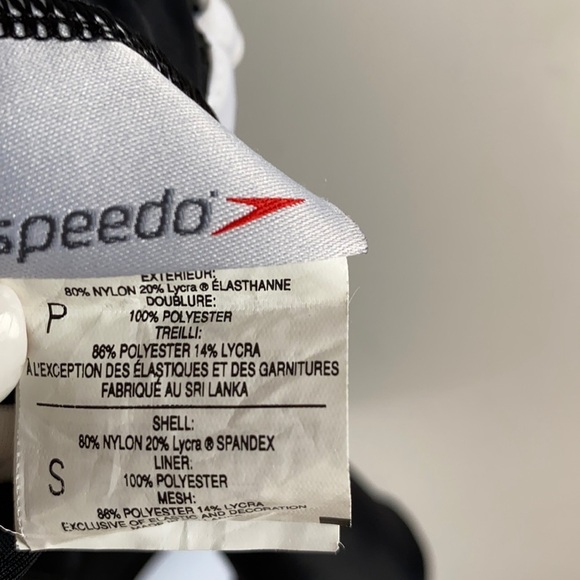 speedo
EXTÉRIEUR:
80% NYLON 20% Lycra ® ÉLASTHANNE
DOUBLURE:
P
100% POLYESTER
TREILLI:
86% POLYESTER 14% LYCRA
À L'EXCEPTION DES ÉLASTIQUES ET DES GARNITURES
FABRIQUÉ AU SRI LANKA
SHELL:
80% NYLON 20% Lycra ® SPANDEX
LINER:
S
100% POLYESTER
MESH:
86% POLYESTER 14% LYCRA
EXCLUSIVE OF ELASTIC AND DECORATION